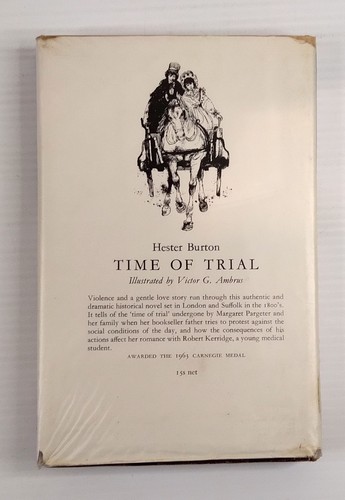 Hester Burton
TIME OF TRIAL
Illustrated by Victor G. Ambrus
Violence and a gentle love story run through this authentic and
dramatic historical novel set in London and Suffolk in the 1800's.
It tells of the 'time of trial' undergone by Margaret Pargeter and
her family when her bookseller father tries to protest against the
social conditions of the day, and how the consequences of his
actions affect her romance with Robert Kerridge, a young medical
student.
AWARDED THE 1963 CARNEGIE MEDAL
15s net